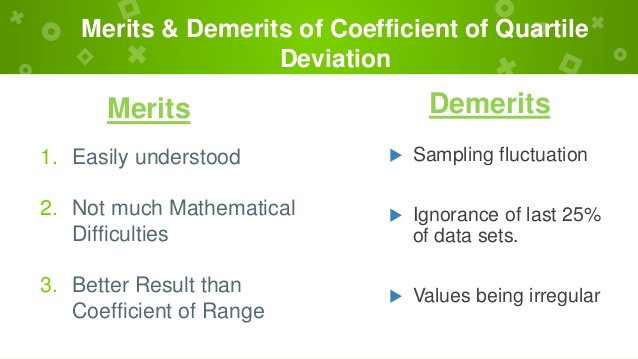 Merits & Demerits of Coefficient of Quartile
Deviation
Merits
1. Easily understood
2. Not much Mathematical
Difficulties
3. Better Result than
Coefficient of Range
Demerits
Sampling fluctuation
Ignorance of last 25%
of data sets.
Values being irregular